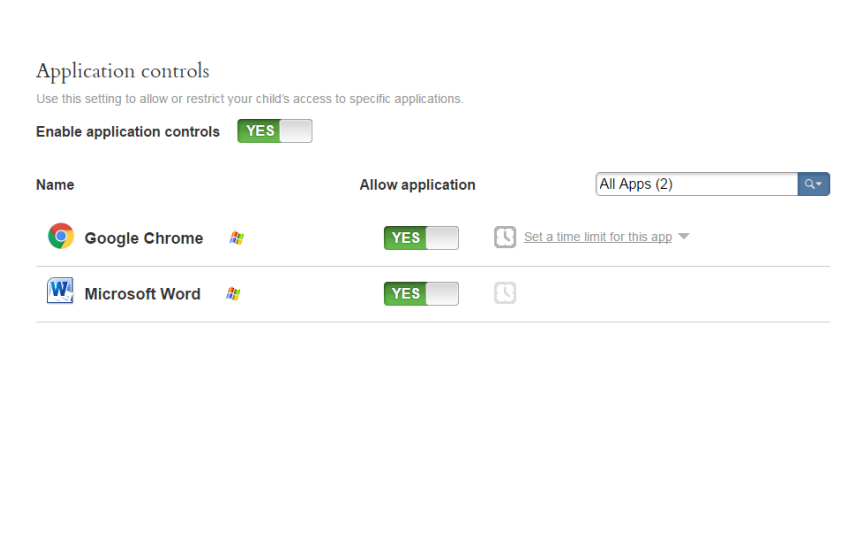 Application controls
Use this setting to allow or restrict your child's access to specific applications.
Enable application controls YES
Name Allow application All Apps (2)
Google Chrome YES Set a time limit for this app
W Microsoft Word YES